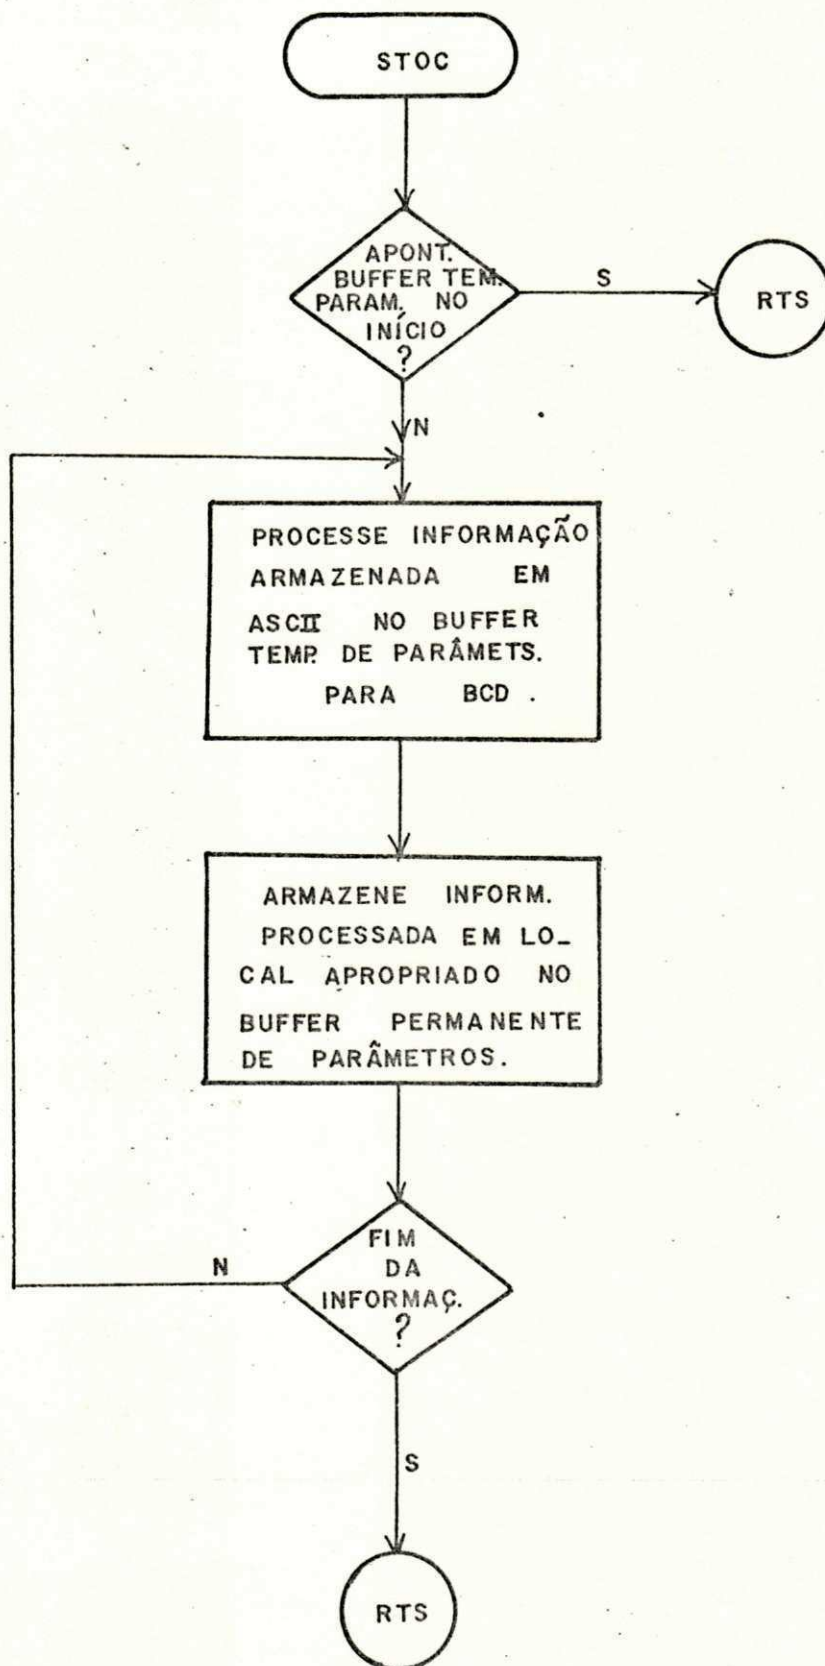 STOC
APONT.
BUFFER TEM.
PARAM. NO
INÍCIO
?
S
RTS
N
PROCESSE INFORMAÇÃO
ARMAZENADA EM
ASCII NO BUFFER
TEMP. DE PARÂMETS.
PARA BCD .
ARMAZENE INFORM.
PROCESSADA EM LO_
CAL APROPRIADO NO
BUFFER PERMANENTE
DE PARÂMETROS.
FIM
DA
INFORMAÇ.
?
N
S
RTS